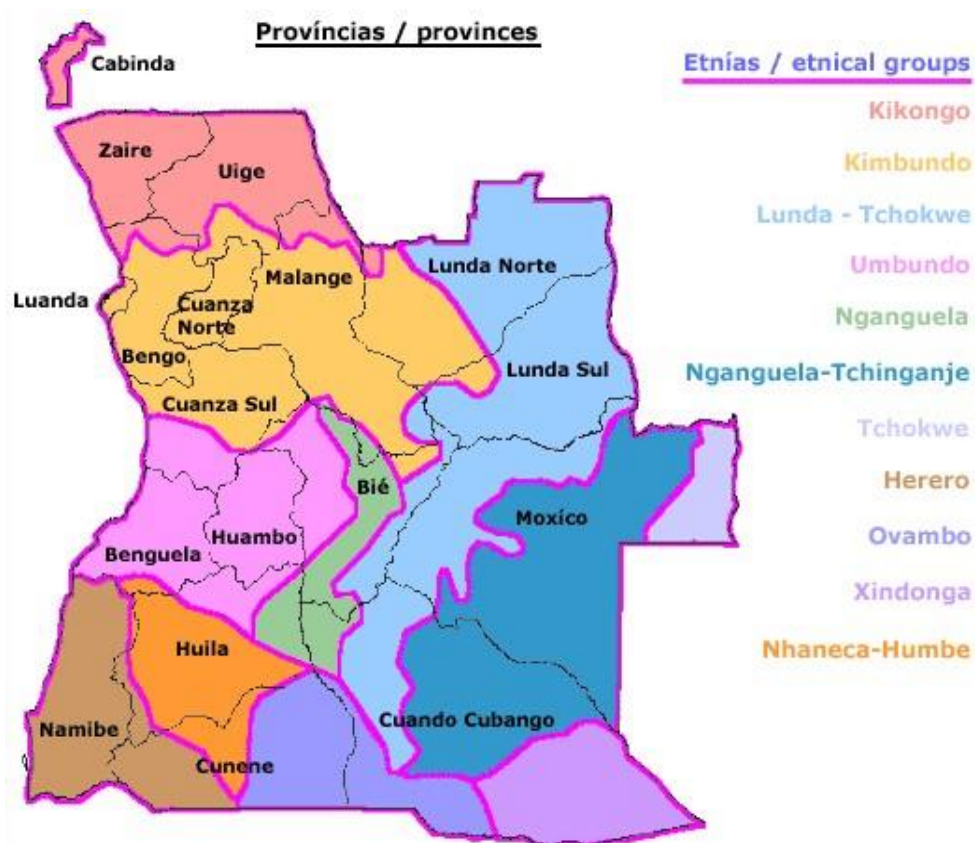 Províncias / provinces
Cabinda
Etnías / etnical groups
Kikongo
Zaire
Uige
Kimbundo
Lunda - Tchokwe
Umbundo
Lunda Norte
Malange
Luanda
Cuanza
Norte
Nganguela
Bengo
Lunda Sul
Nganguela-Tchinganje
Cuanza Sul
Tchokwe
Bié
Herero
Moxíco
Huambo
Benguela
Ovambo
Xindonga
Huila
Nhaneca-Humbe
Cuando Cubango
Namibe
Cunene